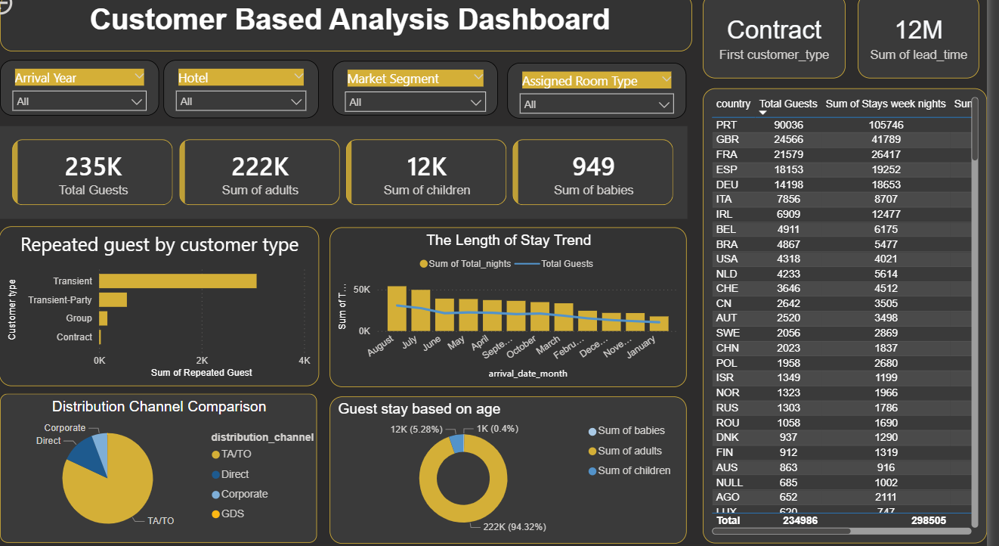 Customer Based Analysis Dashboard
Contract
First customer_type
12M
Sum of lead_time
Arrival Year
All
Hotel
All
Market Segment
All
Assigned Room Type
All
235K
Total Guests
222K
Sum of adults
12K
Sum of children
949
Sum of babies
country Total Guests Sum of Stays week nights
PRT 90036 105746
GBR 24566 41789
FRA 21579 26417
ESP 18153 19252
DEU 14198 18653
ITA 7856 8707
IRL 6909 12477
BEL 4911 6175
BRA 4867 5477
USA 4318 4021
NLD 4233 5614
CHE 3646 4512
CN 2642 3505
AUT 2520 3498
SWE 2056 2869
CHN 2023 1837
POL 1958 2680
ISR 1349 1199
NOR 1323 1966
RUS 1303 1786
ROU 1058 1690
DNK 937 1290
FIN 912 1319
AUS 863 916
NULL 685 1002
AGO 652 2111
LUX 620 747
Total 234986 298505
Repeated guest by customer type
Customer type
Transient
Transient-Party
Group
Contract
0K 2K 4K
Sum of Repeated Guest
The Length of Stay Trend
Sum of Total_nights Total Guests
Sum of T...
50K
0K
August July June May April Septe... October March Febru... Dece... Nove... January
arrival_date_month
Distribution Channel Comparison
Corporate
Direct
TA/TO
distribution_channel
TA/TO
Direct
Corporate
GDS
Guest stay based on age
12K (5.28%) 1K (0.4%)
222K (94.32%)
Sum of babies
Sum of adults
Sum of children